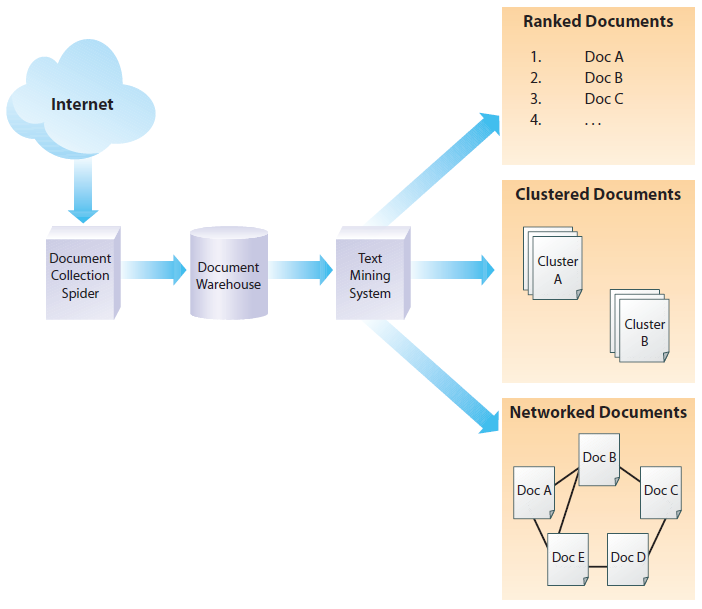 Internet
Document
Collection
Spider
Document
Warehouse
Text
Mining
System
Ranked Documents
1. Doc A
2. Doc B
3. Doc C
4. . . .
Clustered Documents
Cluster
A
Cluster
B
Networked Documents
Doc B
Doc A
Doc C
Doc E
Doc D